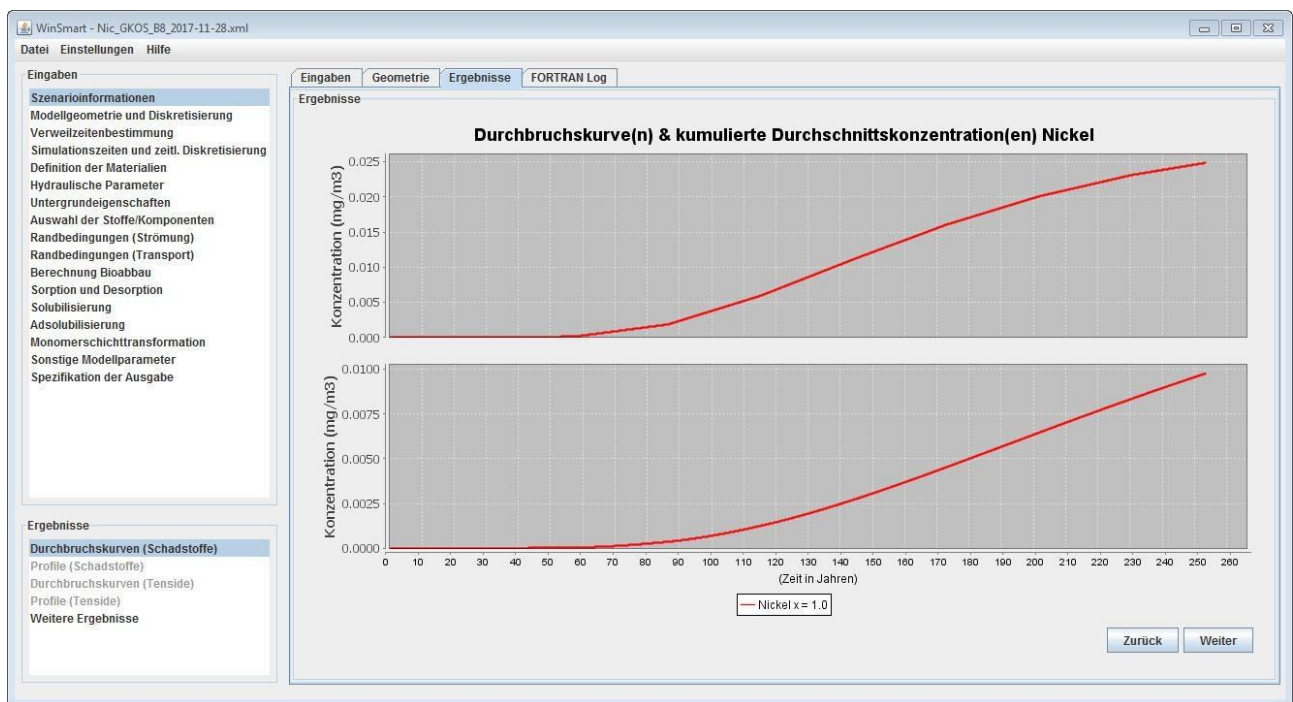 WinSmart - Nic_GKOS_B8_2017-11-28.xml
Datei Einstellungen Hilfe
Eingaben
Szenarioinformationen
Modellgeometrie und Diskretisierung
Verweilzeitenbestimmung
Simulationszeiten und zeitl. Diskretisierung
Definition der Materialien
Hydraulische Parameter
Untergrundeigenschaften
Auswahl der Stoffe/Komponenten
Randbedingungen (Strömung)
Randbedingungen (Transport)
Berechnung Bioabbau
Sorption und Desorption
Solubilisierung
Adsolubilisierung
Monomerschichttransformation
Sonstige Modellparameter
Spezifikation der Ausgabe
Ergebnisse
Durchbruchskurven (Schadstoffe)
Profile (Schadstoffe)
Durchbruchskurven (Tenside)
Profile (Tenside)
Weitere Ergebnisse
Eingaben Geometrie Ergebnisse FORTRAN Log
Ergebnisse
Durchbruchskurve(n) & kumulierte Durchschnittskonzentration(en) Nickel
Konzentration (mg/m3)
0.025
0.020
0.015
0.010
0.005
0.000
Konzentration (mg/m3)
0.0100
0.0075
0.0050
0.0025
0.0000
0 10 20 30 40 50 60 70 80 90 100 110 120 130 140 150 160 170 180 190 200 210 220 230 240 250 260
(Zeit in Jahren)
Nickel x = 1.0
Zurück Weiter